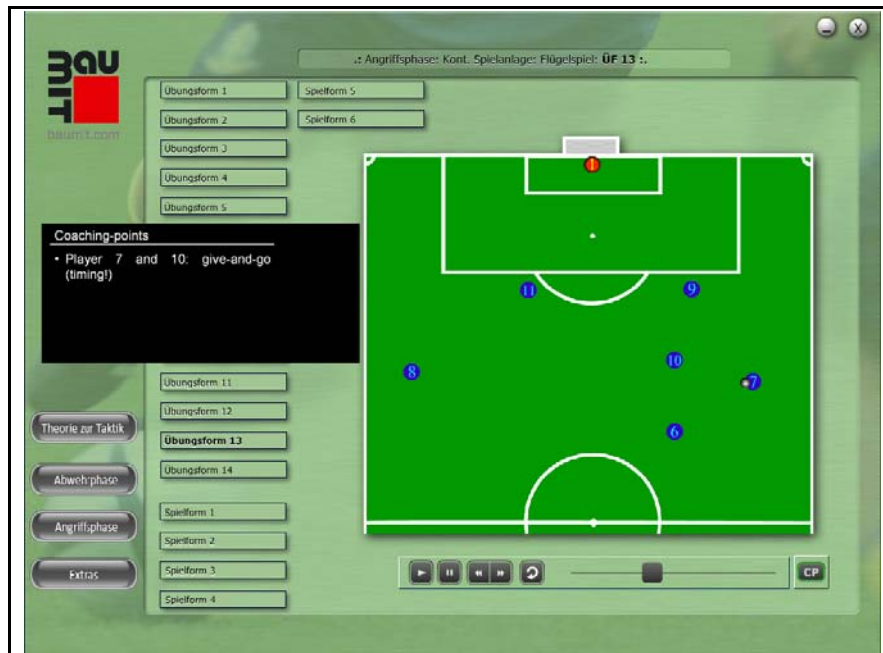 .: Angriffsphase: Kont. Spielanlage: Flügelspiel: ÜF 13 :.
BAU
MIT
baumit.com
Übungsform 1
Spielform 5
Übungsform 2
Spielform 6
Übungsform 3
Übungsform 4
Übungsform 5
Coaching-points
• Player 7 and 10: give-and-go
(timing!)
Übungsform 11
Übungsform 12
Übungsform 13
Übungsform 14
Spielform 1
Spielform 2
Spielform 3
Spielform 4
Theorie zur Taktik
Abwehrphase
Angriffsphase
Extras
1
11
9
10
8
7
6
CP